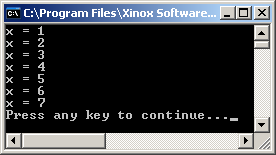 C:\Program Files\Xinox Software...
x = 1
x = 2
x = 3
x = 4
x = 5
x = 6
x = 7
Press any key to continue..._